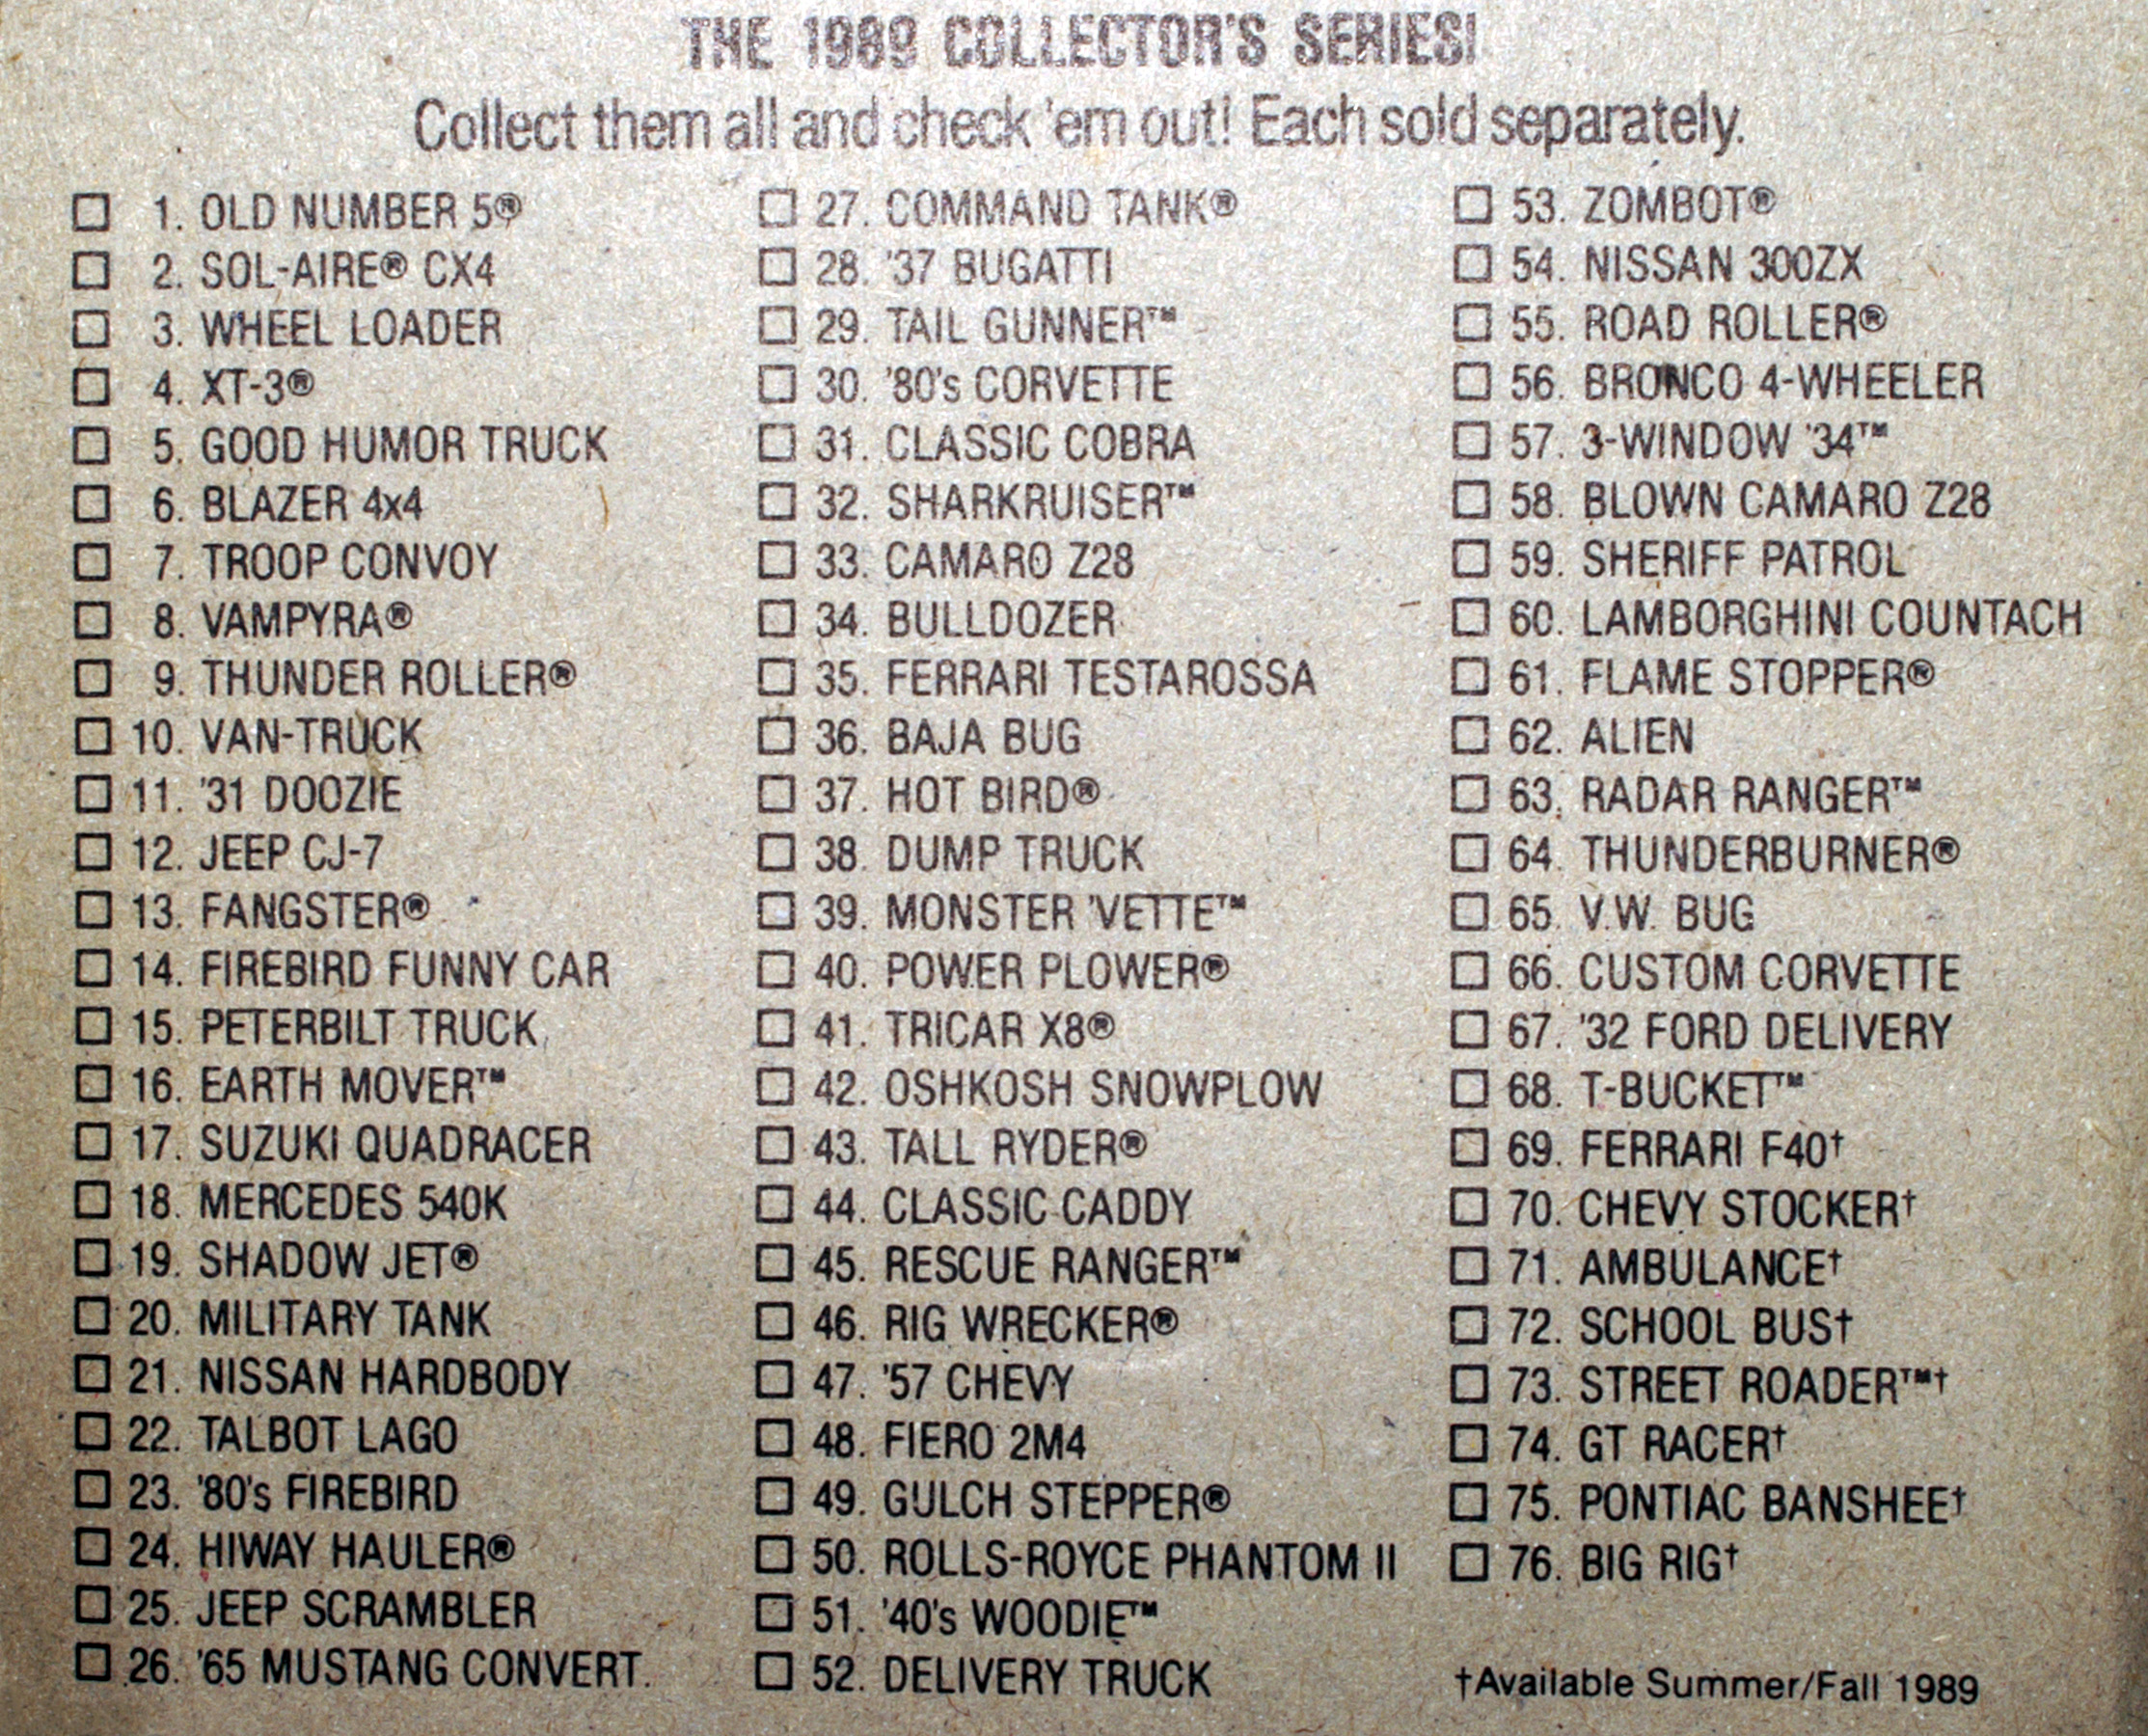 THE 1989 COLLECTOR'S SERIES!
Collect them all and check 'em out! Each sold separately.
1. OLD NUMBER 5®
2. SOL-AIRE® CX4
3. WHEEL LOADER
4. XT-3®
5. GOOD HUMOR TRUCK
6. BLAZER 4x4
7. TROOP CONVOY
8. VAMPYRA®
9. THUNDER ROLLER®
10. VAN-TRUCK
11. '31 DOOZIE
12. JEEP CJ-7
13. FANGSTER®
14. FIREBIRD FUNNY CAR
15. PETERBILT TRUCK
16. EARTH MOVER™
17. SUZUKI QUADRACER
18. MERCEDES 540K
19. SHADOW JET®
20. MILITARY TANK
21. NISSAN HARDBODY
22. TALBOT LAGO
23. '80's FIREBIRD
24. HIWAY HAULER®
25. JEEP SCRAMBLER
26. '65 MUSTANG CONVERT.
27. COMMAND TANK®
28. '37 BUGATTI
29. TAIL GUNNER™
30. '80's CORVETTE
31. CLASSIC COBRA
32. SHARKRUISER™
33. CAMARO Z28
34. BULLDOZER
35. FERRARI TESTAROSSA
36. BAJA BUG
37. HOT BIRD®
38. DUMP TRUCK
39. MONSTER 'VETTE™
40. POWER PLOWER®
41. TRICAR X8®
42. OSHKOSH SNOWPLOW
43. TALL RYDER®
44. CLASSIC CADDY
45. RESCUE RANGER™
46. RIG WRECKER®
47. '57 CHEVY
48. FIERO 2M4
49. GULCH STEPPER®
50. ROLLS-ROYCE PHANTOM II
51. '40's WOODIE™
52. DELIVERY TRUCK
53. ZOMBOT®
54. NISSAN 300ZX
55. ROAD ROLLER®
56. BRONCO 4-WHEELER
57. 3-WINDOW '34™
58. BLOWN CAMARO Z28
59. SHERIFF PATROL
60. LAMBORGHINI COUNTACH
61. FLAME STOPPER®
62. ALIEN
63. RADAR RANGER™
64. THUNDERBURNER®
65. V.W. BUG
66. CUSTOM CORVETTE
67. '32 FORD DELIVERY
68. T-BUCKET™
69. FERRARI F40†
70. CHEVY STOCKER†
71. AMBULANCE†
72. SCHOOL BUS†
73. STREET ROADER™†
74. GT RACER†
75. PONTIAC BANSHEE†
76. BIG RIG†
†Available Summer/Fall 1989